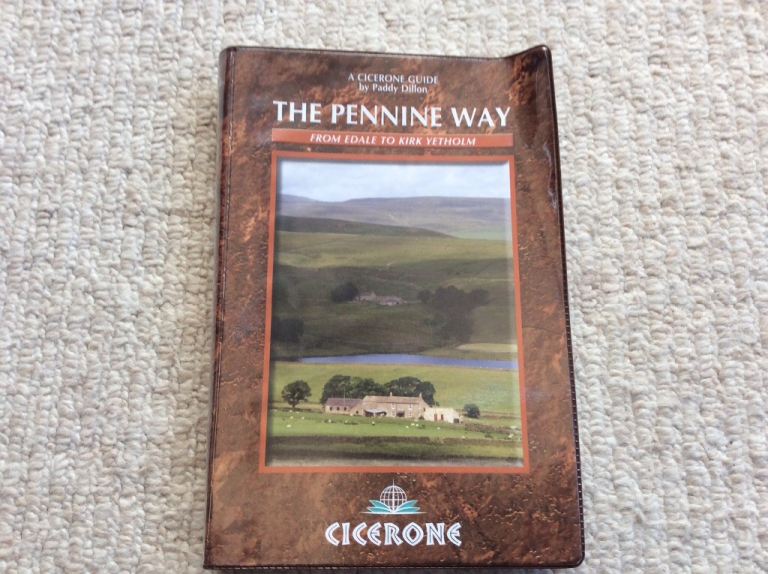 A CICERONE GUIDE
by Paddy Dillon
THE PENNINE WAY
FROM EDALE TO KIRK YETHOLM
CICERONE